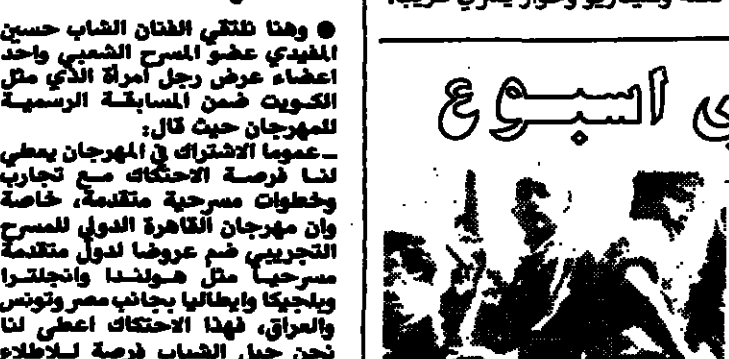 ● وهنا نلتقي الفنان الشاب حسين
المفيدي عضو المسرح الشعبي واحد
اعضاء عرض رجل امرأة الذي مثل
الكويت ضمن المسابقة الرسمية
للمهرجان حيث قال:
ـ عموما الاشتراك في المهرجان يعطي
لنا فرصة الاحتكاك مع تجارب
وخطوات مسرحية متقدمة، خاصة
وان مهرجان القاهرة الدولي للمسرح
التجريبي ضم عروضا لدول متقدمة
مسرحيا مثل هولندا وانجلترا
وبلجيكا وايطاليا بجانب مصر وتونس
والعراق، فهذا الاحتكاك اعطى لنا
نحن جيل الشباب فرصة للاطلاع
وسيناريو وحوار
اسبوع